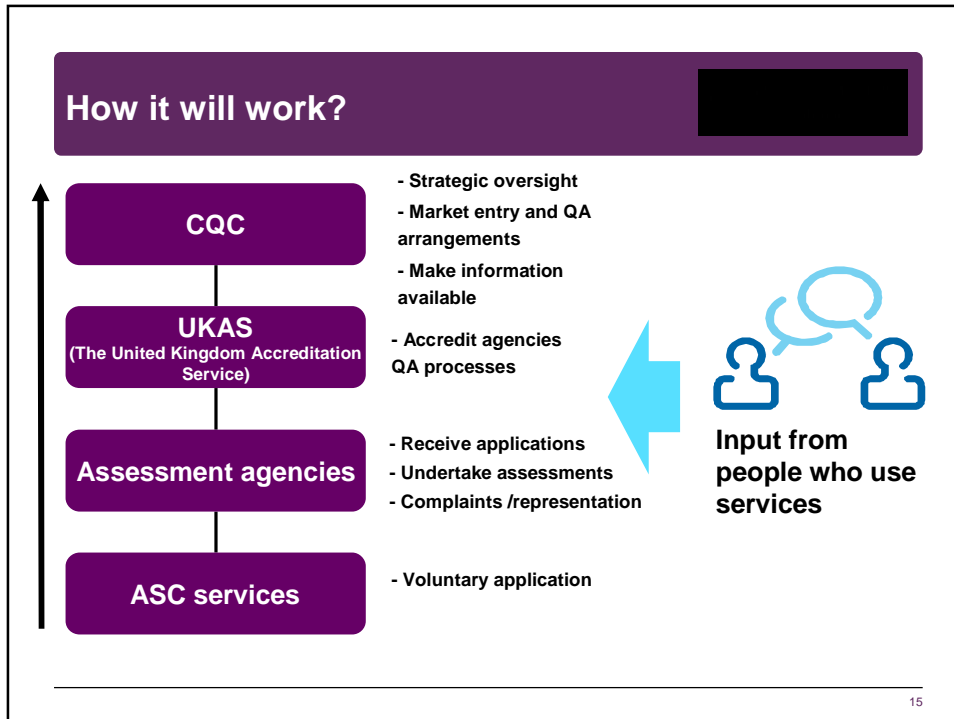 How it will work?
CQC
- Strategic oversight
- Market entry and QA
arrangements
- Make information
available
UKAS
(The United Kingdom Accreditation
Service)
- Accredit agencies
QA processes
Assessment agencies
- Receive applications
- Undertake assessments
- Complaints /representation
ASC services
- Voluntary application
Input from
people who use
services
15